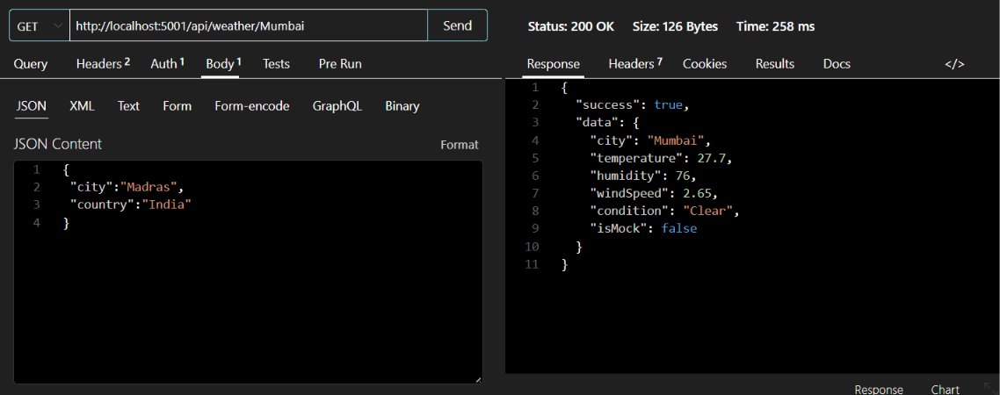 GET http://localhost:5001/api/weather/Mumbai Send
Query Headers 2 Auth 1 Body 1 Tests Pre Run
JSON XML Text Form Form-encode GraphQL Binary
JSON Content Format
1 {
2 "city":"Madras",
3 "country":"India"
4 }
Status: 200 OK Size: 126 Bytes Time: 258 ms
Response Headers 7 Cookies Results Docs </>
1 {
2 "success": true,
3 "data": {
4 "city": "Mumbai",
5 "temperature": 27.7,
6 "humidity": 76,
7 "windSpeed": 2.65,
8 "condition": "Clear",
9 "isMock": false
10 }
11 }
Response Chart